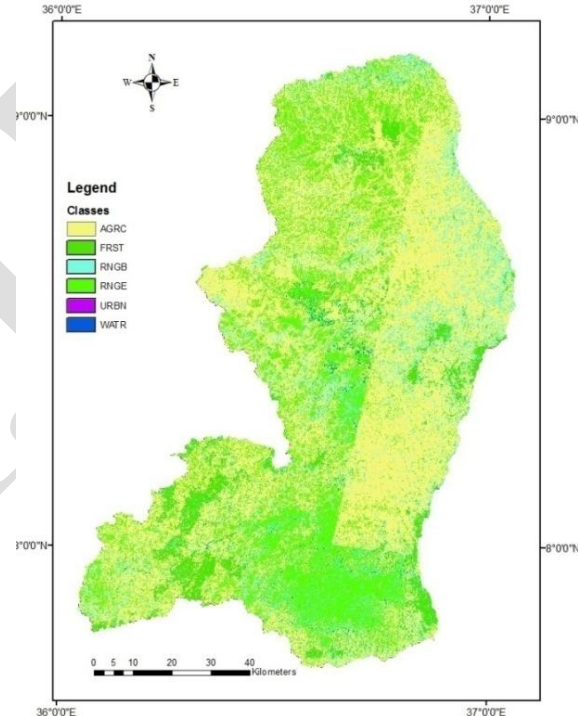 36°0'0"E 37°0'0"E
N
W E
S
9°0'0"N 9°0'0"N
Legend
Classes
AGRC
FRST
RNGB
RNGE
URBN
WATR
8°0'0"N 8°0'0"N
0 5 10 20 30 40
Kilometers
36°0'0"E 37°0'0"E